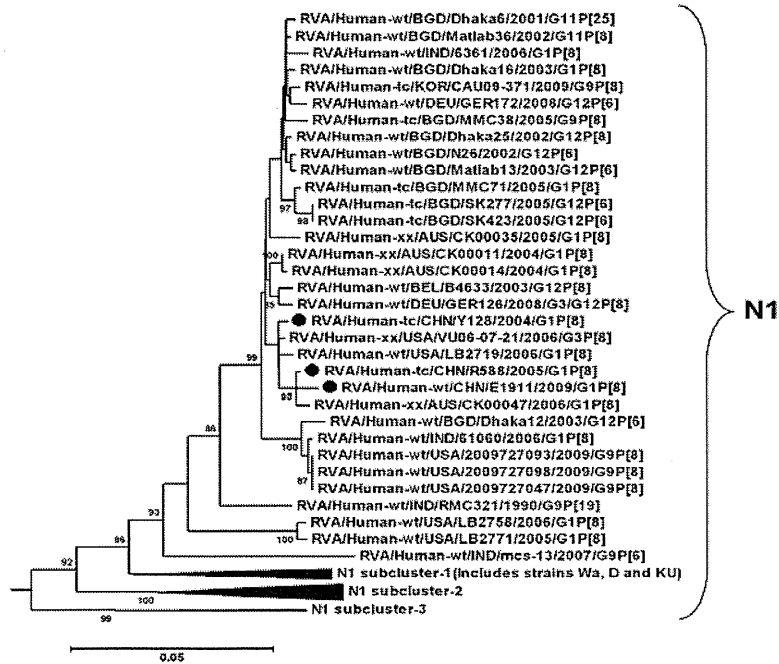 RVA/Human-wt/BGD/Dhaka6/2001/G11P[25]
RVA/Human-wt/BGD/Matlab36/2002/G11P[8]
RVA/Human-wt/IND/6361/2006/G1P[8]
RVA/Human-wt/BGD/Dhaka16/2003/G1P[8]
RVA/Human-tc/KOR/CAU09-371/2009/G9P[8]
RVA/Human-wt/DEU/GER172/2008/G12P[6]
RVA/Human-tc/BGD/MMC38/2005/G9P[8]
RVA/Human-wt/BGD/Dhaka25/2002/G12P[8]
RVA/Human-wt/BGD/N26/2002/G12P[6]
RVA/Human-wt/BGD/Matlab13/2003/G12P[6]
RVA/Human-tc/BGD/MMC71/2005/G1P[8]
97
RVA/Human-tc/BGD/SK277/2005/G12P[6]
98
RVA/Human-tc/BGD/SK423/2005/G12P[6]
RVA/Human-xx/AUS/CK00035/2005/G1P[8]
100
RVA/Human-xx/AUS/CK00011/2004/G1P[8]
RVA/Human-xx/AUS/CK00014/2004/G1P[8]
RVA/Human-wt/BEL/B4633/2003/G12P[8]
RVA/Human-wt/DEU/GER126/2008/G3/G12P[8]
RVA/Human-tc/CHN/Y128/2004/G1P[8]
N1
RVA/Human-xx/USA/VU06-07-21/2006/G3P[8]
RVA/Human-wt/USA/LB2719/2006/G1P[8]
99
RVA/Human-tc/CHN/R588/2005/G1P[8]
RVA/Human-wt/CHN/E1911/2009/G1P[8]
RVA/Human-xx/AUS/CK00047/2006/G1P[8]
RVA/Human-wt/BGD/Dhaka12/2003/G12P[6]
86
100
RVA/Human-wt/IND/61060/2006/G1P[8]
RVA/Human-wt/USA/2009727093/2009/G9P[8]
RVA/Human-wt/USA/2009727098/2009/G9P[8]
87
RVA/Human-wt/USA/2009727047/2009/G9P[8]
RVA/Human-wt/IND/RMC321/1990/G9P[19]
93
RVA/Human-wt/USA/LB2758/2006/G1P[8]
100
RVA/Human-wt/USA/LB2771/2005/G1P[8]
86
RVA/Human-wt/IND/mcs-13/2007/G9P[6]
92
N1 subcluster-1(includes strains Wa, D and KU)
100
N1 subcluster-2
99
N1 subcluster-3
0.05